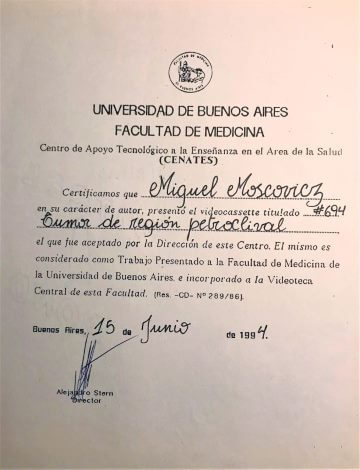 UNIVERSIDAD DE BUENOS AIRES
FACULTAD DE MEDICINA
Centro de Apoyo Tecnológico a la Enseñanza en el Area de la Salud
(CENATES)
Certificamos que Miguel Moscovicz
en su carácter de autor, presentó el videocassette titulado #694
Tumor de región petroclival
el que fue aceptado por la Dirección de este Centro. El mismo es
considerado como Trabajo Presentado a la Facultad de Medicina de
la Universidad de Buenos Aires, e incorporado a la Videoteca
Central de esta Facultad. (Res. -CD- Nº 289/86).
Buenos Aires, 15 de Junio de 1994.
Alejandro Stern
Director